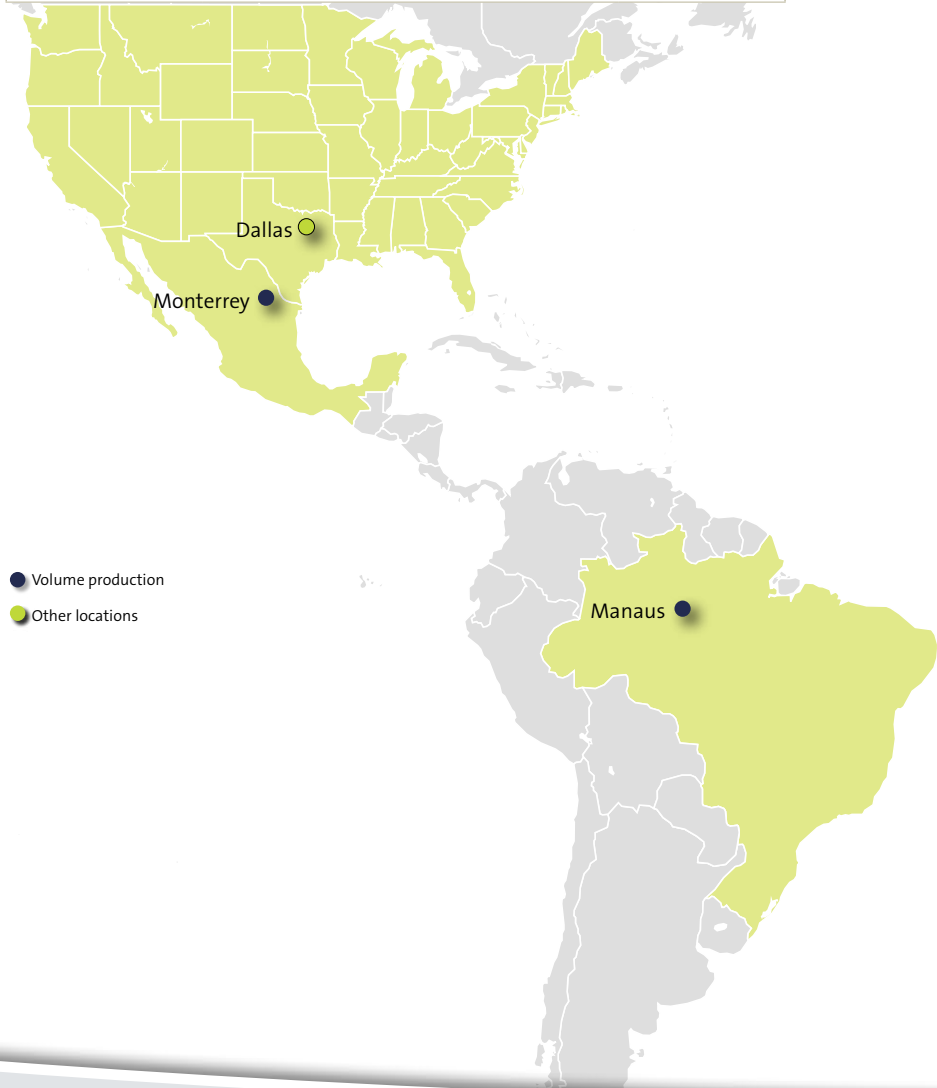 Dallas
Monterrey
Volume production
Other locations
Manaus